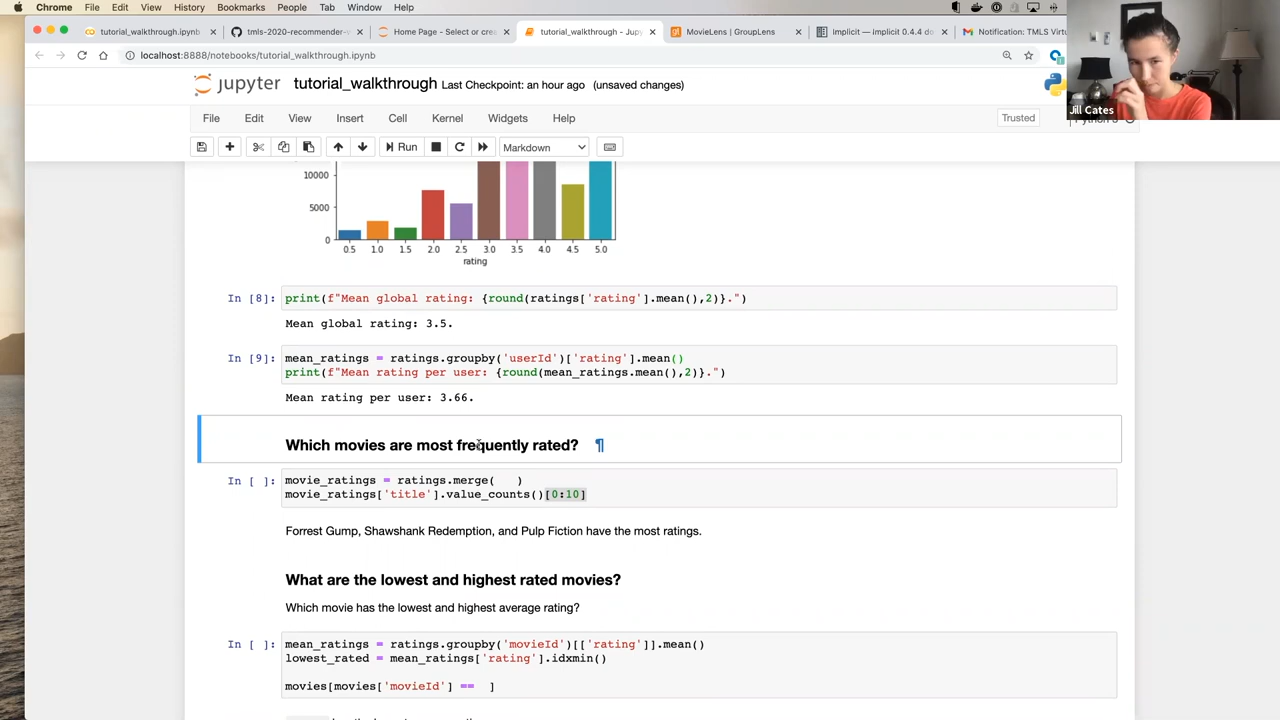 Chrome File Edit View History Bookmarks People Tab Window Help
tutorial_walkthrough.ipynb
tmls-2020-recommender-w
Home Page - Select or cre
tutorial_walkthrough - Jupy
MovieLens | GroupLens
Implicit — implicit 0.4.4 do
Notification: TMLS Virtu
localhost:8888/notebooks/tutorial_walkthrough.ipynb
jupyter tutorial_walkthrough Last Checkpoint: an hour ago (unsaved changes)
Jill Cates
File Edit View Insert Cell Kernel Widgets Help
Trusted
Run Markdown
10000
5000
0
0.5 1.0 1.5 2.0 2.5 3.0 3.5 4.0 4.5 5.0
rating
In [8]: print(f"Mean global rating: {round(ratings['rating'].mean(),2)}.")
Mean global rating: 3.5.
In [9]: mean_ratings = ratings.groupby('userId')['rating'].mean()
print(f"Mean rating per user: {round(mean_ratings.mean(),2)}.")
Mean rating per user: 3.66.
Which movies are most frequently rated? ¶
In [ ]: movie_ratings = ratings.merge( )
movie_ratings['title'].value_counts()[0:10]
Forrest Gump, Shawshank Redemption, and Pulp Fiction have the most ratings.
What are the lowest and highest rated movies?
Which movie has the lowest and highest average rating?
In [ ]: mean_ratings = ratings.groupby('movieId')[['rating']].mean()
lowest_rated = mean_ratings['rating'].idxmin()
movies[movies['movieId'] == ]